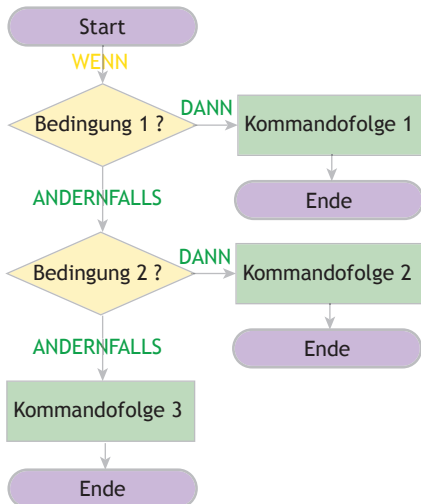 Start
WENN
Bedingung 1 ?
DANN
Kommandofolge 1
Ende
ANDERNFALLS
Bedingung 2 ?
DANN
Kommandofolge 2
Ende
ANDERNFALLS
Kommandofolge 3
Ende